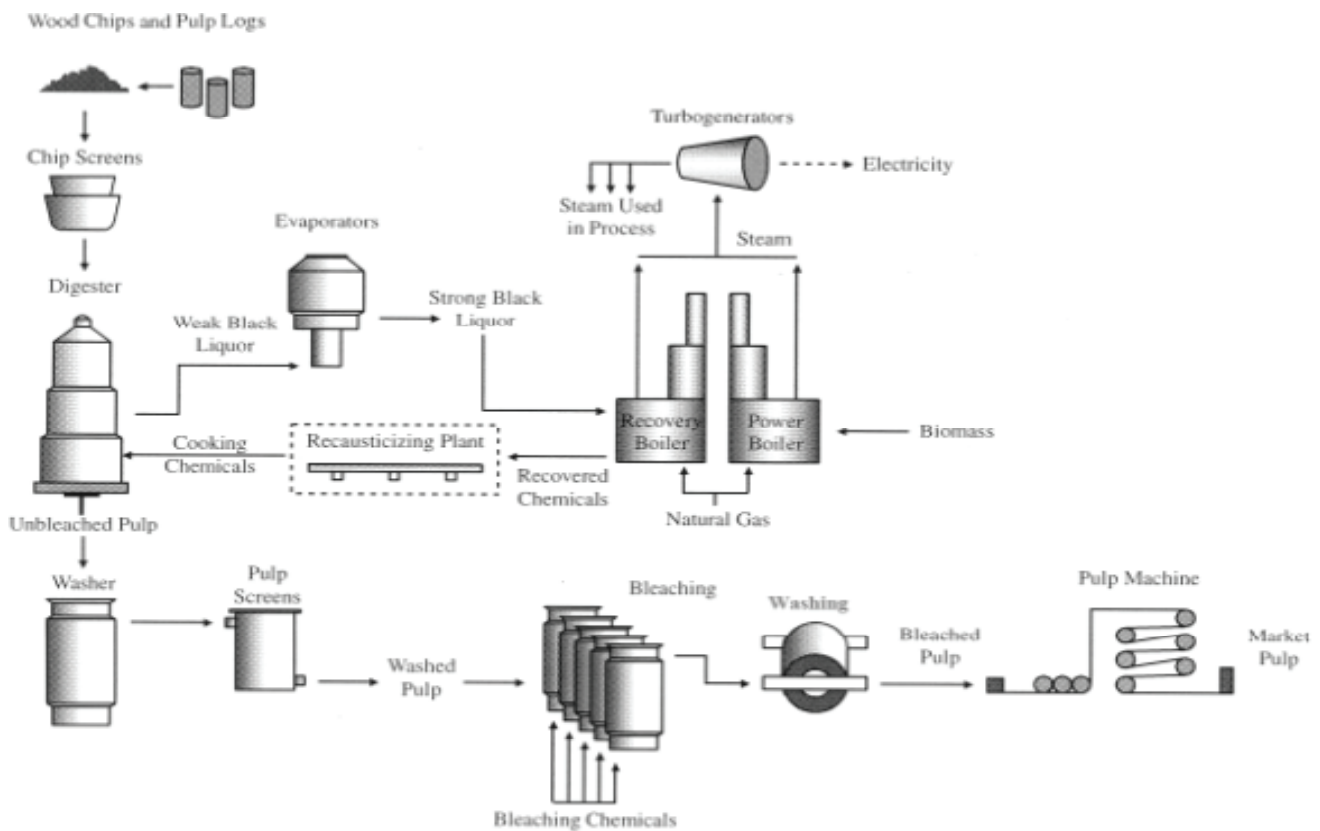 Wood Chips and Pulp Logs
Chip Screens
Digester
Weak Black
Liquor
Evaporators
Strong Black
Liquor
Turbogenerators
Electricity
Steam Used
in Process
Steam
Recovery
Boiler
Power
Boiler
Biomass
Natural Gas
Recovered
Chemicals
Recausticizing Plant
Cooking
Chemicals
Unbleached Pulp
Washer
Pulp
Screens
Washed
Pulp
Bleaching
Bleaching Chemicals
Washing
Bleached
Pulp
Pulp Machine
Market
Pulp